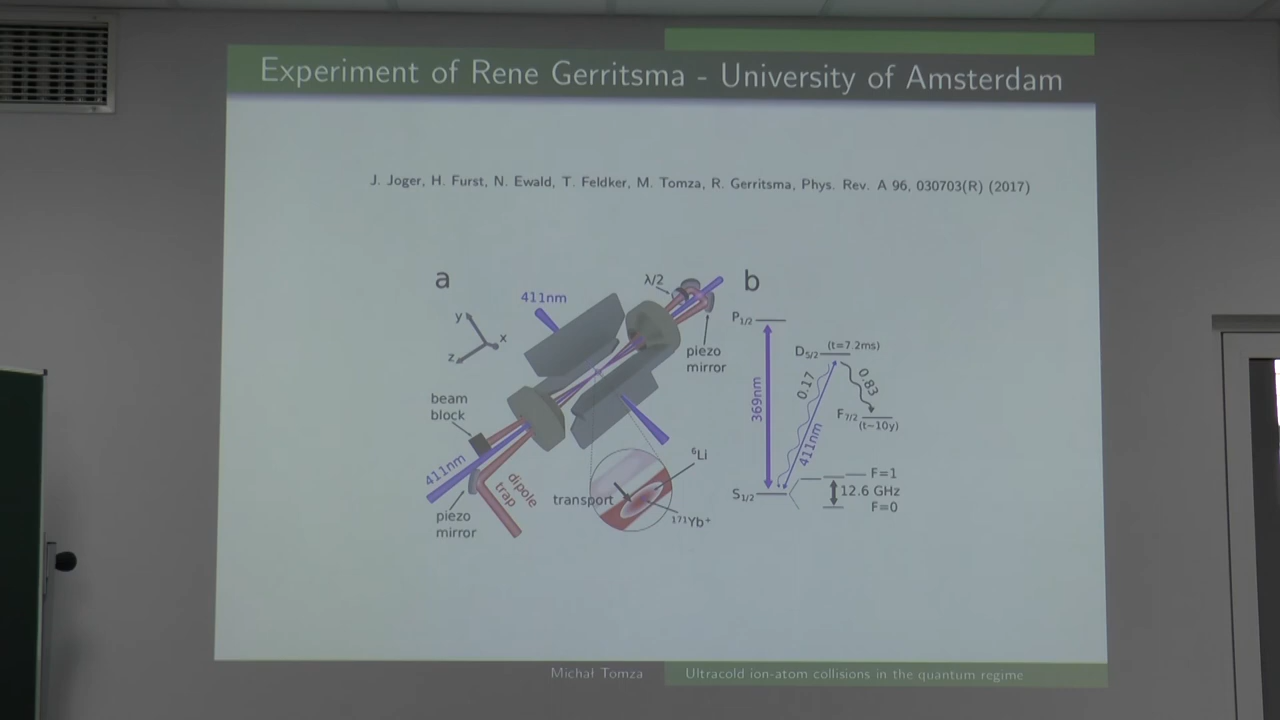 Experiment of Rene Gerritsma - University of Amsterdam
J. Joger, H. Furst, N. Ewald, T. Feldker, M. Tomza, R. Gerritsma, Phys. Rev. A 96, 030703(R) (2017)
a
411nm
λ/2
y
x
z
piezo
mirror
beam
block
411nm
dipole
trap
piezo
mirror
transport
⁶Li
¹⁷¹Yb⁺
b
P1/2
D5/2
(t=7.2ms)
369nm
0.17
0.83
411nm
F7/2
(t~10y)
S1/2
F=1
12.6 GHz
F=0
Michał Tomza
Ultracold ion-atom collisions in the quantum regime